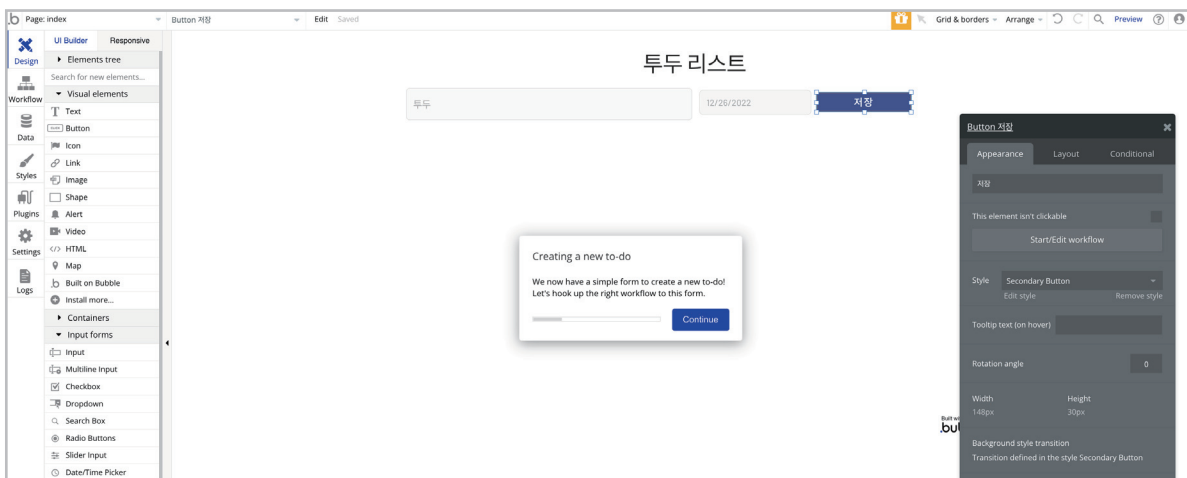 .b Page: index
Button 저장
Edit Saved
Grid & borders Arrange Preview
UI Builder Responsive
Design
Workflow
Data
Styles
Plugins
Settings
Logs
Elements tree
Search for new elements...
Visual elements
Text
Button
Icon
Link
Image
Shape
Alert
Video
HTML
Map
Built on Bubble
Install more...
Containers
Input forms
Input
Multiline Input
Checkbox
Dropdown
Search Box
Radio Buttons
Slider Input
Date/Time Picker
투두 리스트
투두 12/26/2022 저장
Creating a new to-do
We now have a simple form to create a new to-do!
Let's hook up the right workflow to this form.
Continue
Button 저장
Appearance Layout Conditional
저장
This element isn't clickable
Start/Edit workflow
Style Secondary Button
Edit style Remove style
Tooltip text (on hover)
Rotation angle 0
Width Height
148px 30px
Background style transition
Transition defined in the style Secondary Button